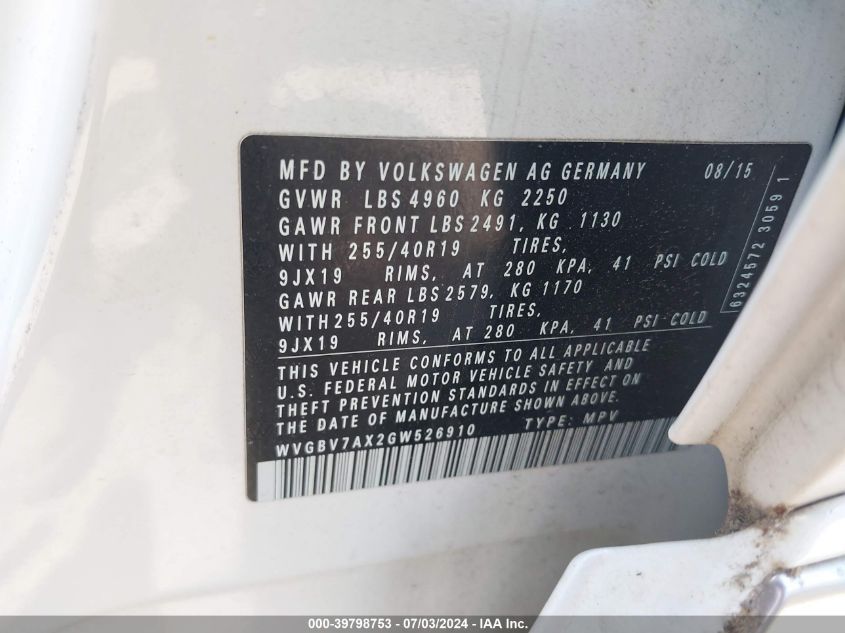 MFD BY VOLKSWAGEN AG GERMANY 08/15
GVWR LBS 4960 KG 2250
GAWR FRONT LBS 2491, KG 1130
WITH 255/40R19 TIRES,
9JX19 RIMS, AT 280 KPA, 41 PSI COLD
GAWR REAR LBS 2579, KG 1170
WITH255/40R19 TIRES,
9JX19 RIMS, AT 280 KPA, 41 PSI COLD
THIS VEHICLE CONFORMS TO ALL APPLICABLE
U.S. FEDERAL MOTOR VEHICLE SAFETY AND
THEFT PREVENTION STANDARDS IN EFFECT ON
THE DATE OF MANUFACTURE SHOWN ABOVE.
WVGBV7AX2GW526910 TYPE: MPV
6324572 3059 1
000-39798753 - 07/03/2024 - IAA Inc.